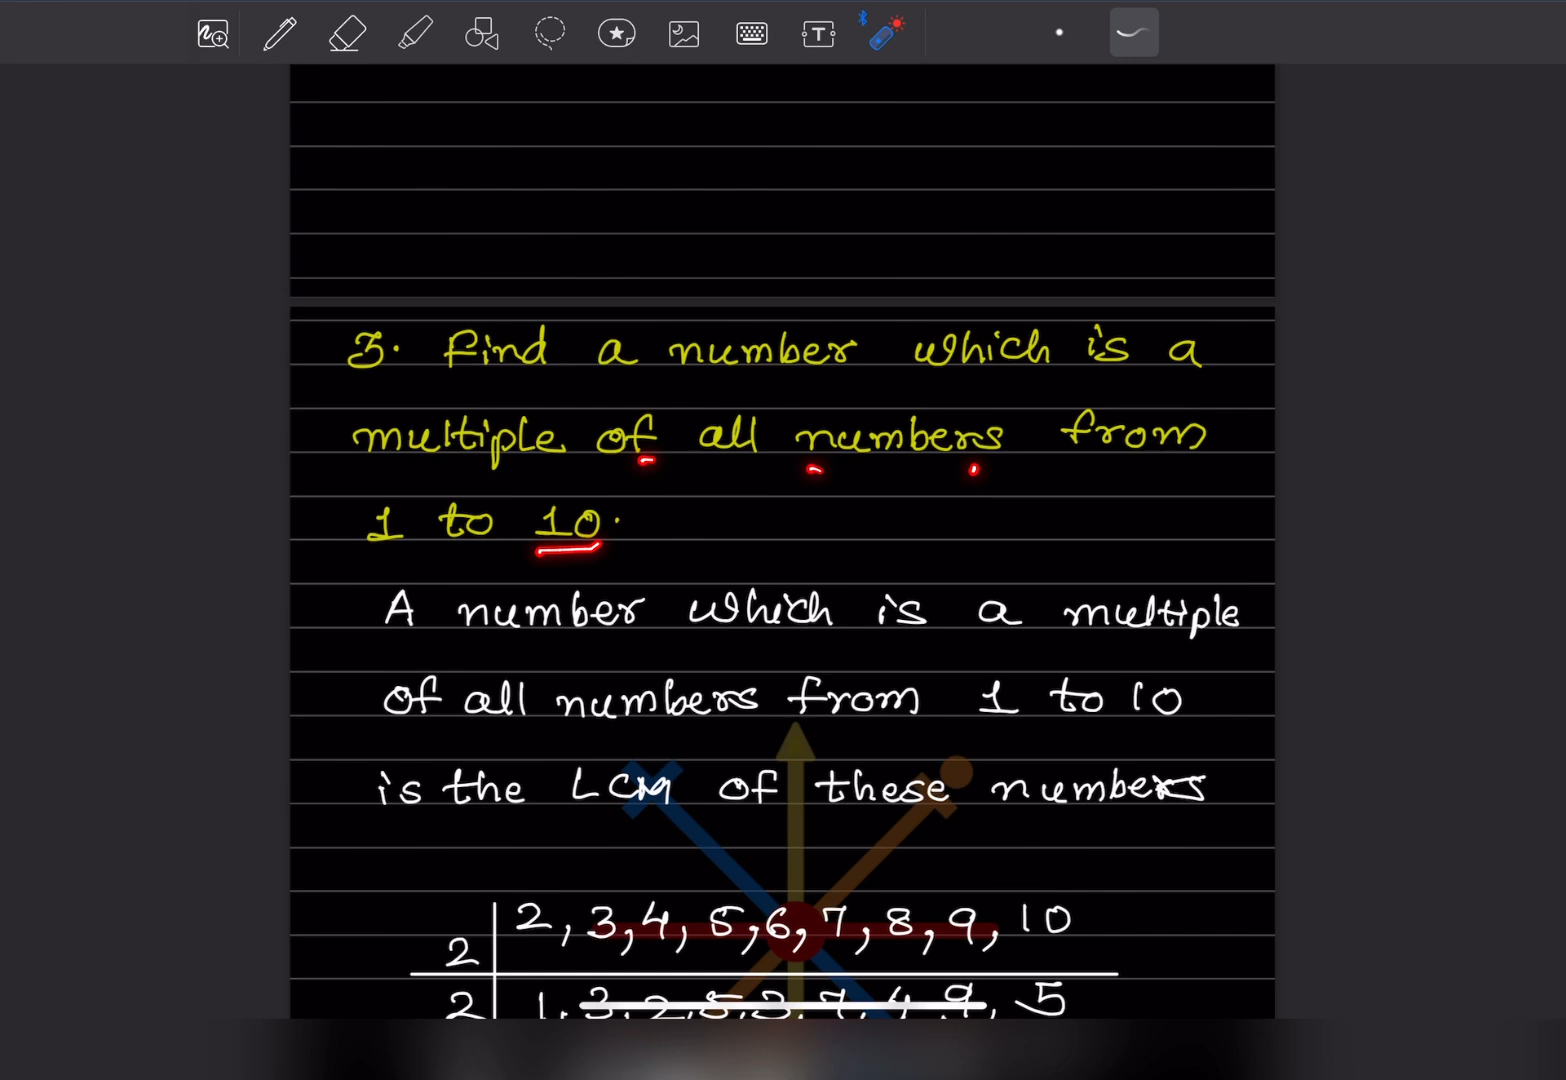 3. find a number which is a
multiple of all numbers from
1 to 10.
A number which is a multiple
of all numbers from 1 to 10
is the LCM of these numbers
2 | 2, 3, 4, 5, 6, 7, 8, 9, 10
2 | 1, 3, 2, 5, 3, 7, 4, 9, 5